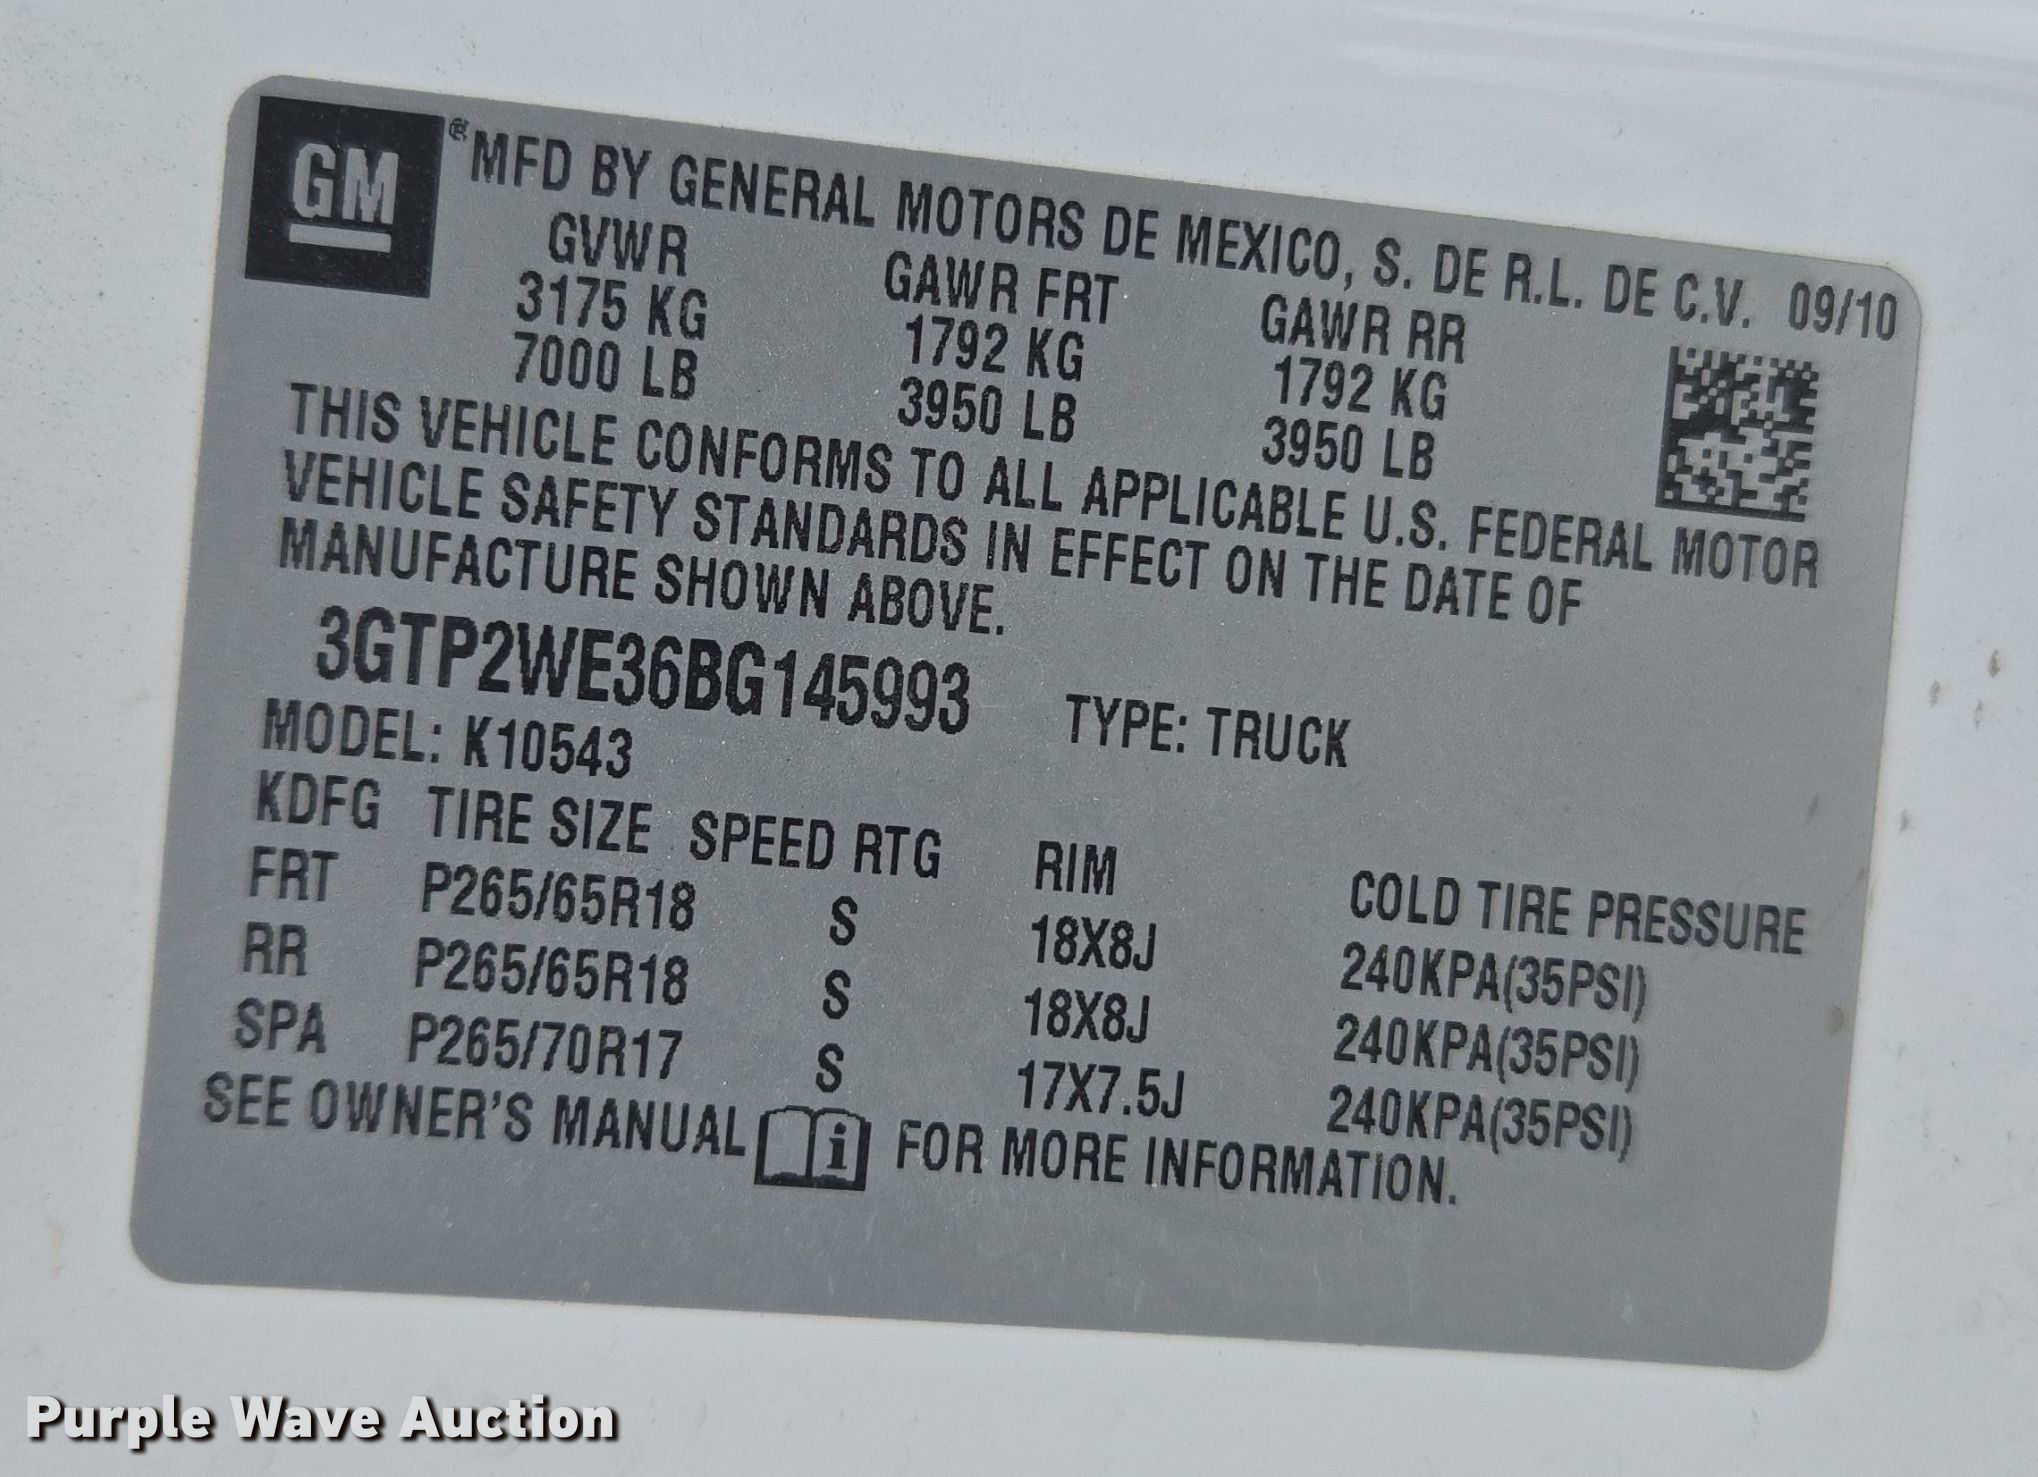 GM ® MFD BY GENERAL MOTORS DE MEXICO, S. DE R.L. DE C.V. 09/10
GVWR GAWR FRT GAWR RR
3175 KG 1792 KG 1792 KG
7000 LB 3950 LB 3950 LB
THIS VEHICLE CONFORMS TO ALL APPLICABLE U.S. FEDERAL MOTOR
VEHICLE SAFETY STANDARDS IN EFFECT ON THE DATE OF
MANUFACTURE SHOWN ABOVE.
3GTP2WE36BG145993 TYPE: TRUCK
MODEL: K10543
KDFG TIRE SIZE SPEED RTG RIM COLD TIRE PRESSURE
FRT P265/65R18 S 18X8J 240KPA(35PSI)
RR P265/65R18 S 18X8J 240KPA(35PSI)
SPA P265/70R17 S 17X7.5J 240KPA(35PSI)
SEE OWNER'S MANUAL i FOR MORE INFORMATION.
Purple Wave Auction